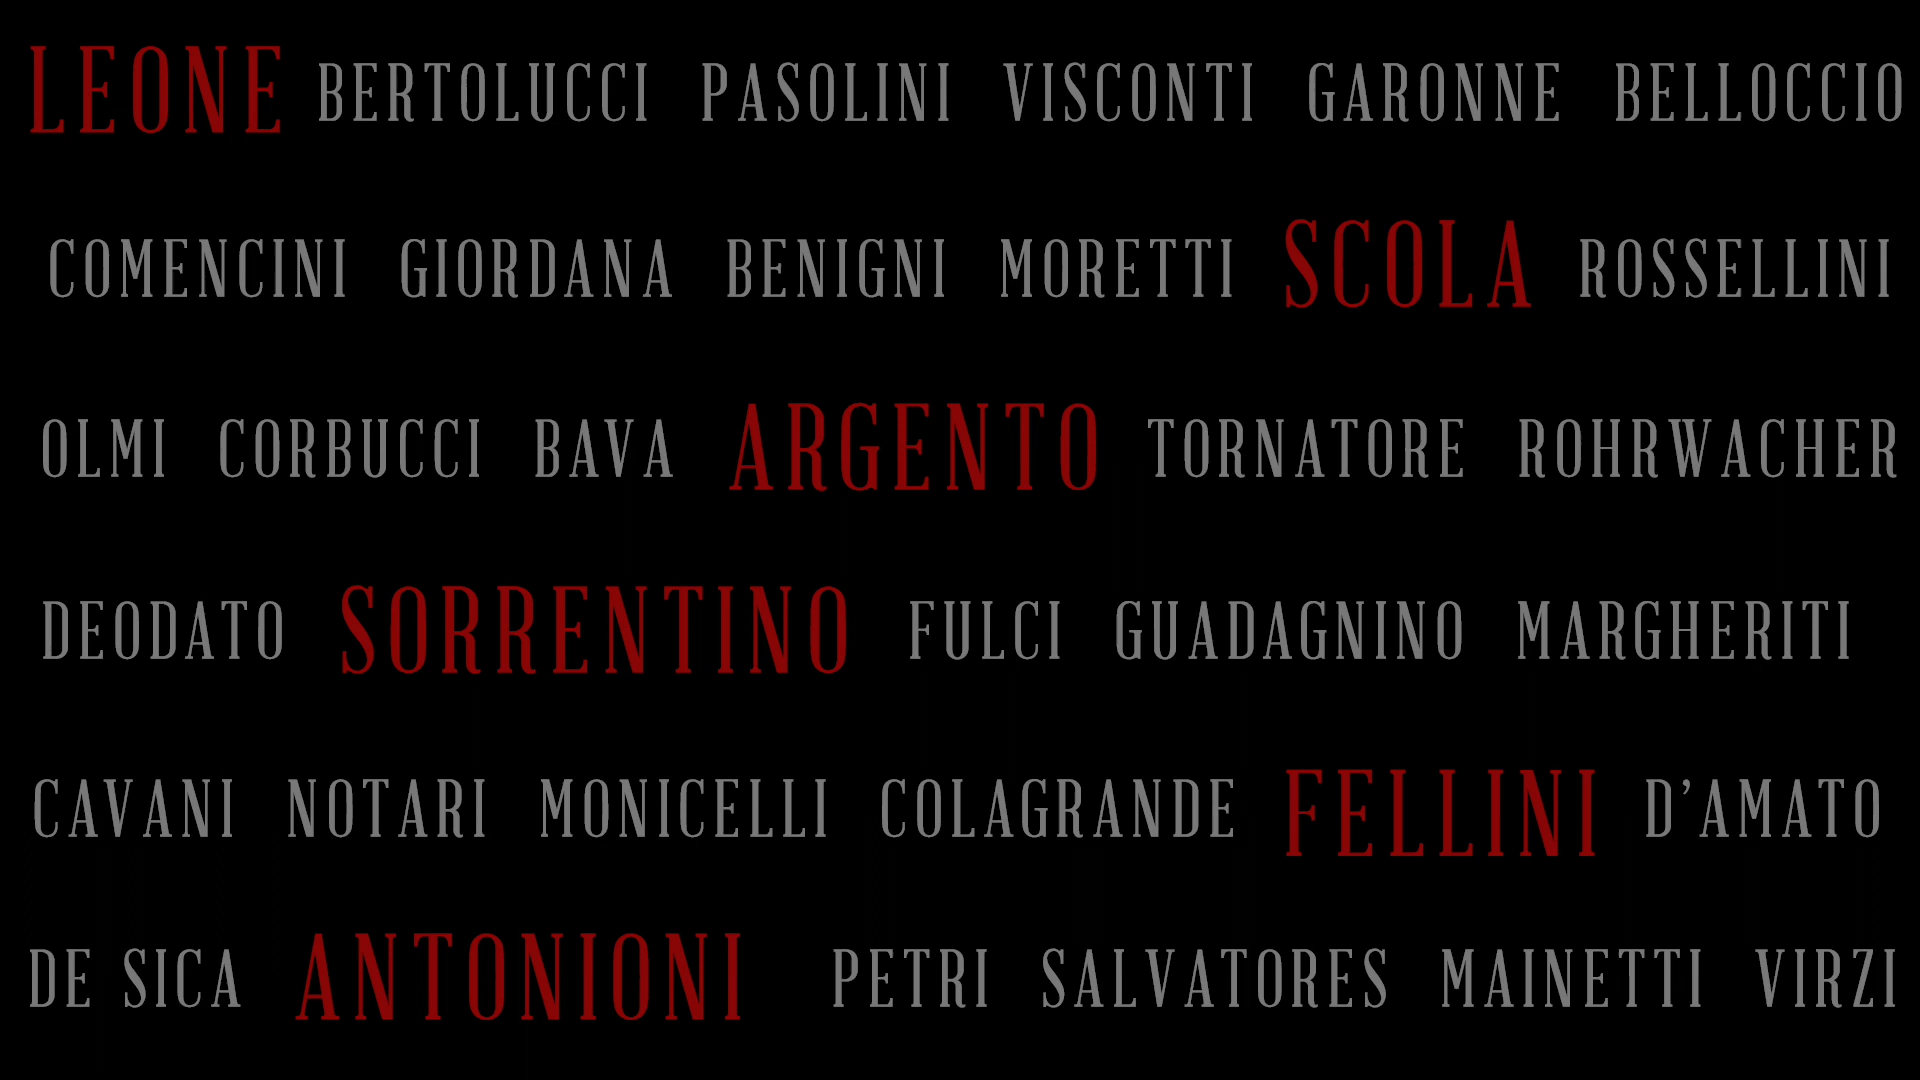 LEONE BERTOLUCCI PASOLINI VISCONTI GARONNE BELLOCCIO
COMENCINI GIORDANA BENIGNI MORETTI SCOLA ROSSELLINI
OLMI CORBUCCI BAVA ARGENTO TORNATORE ROHRWACHER
DEODATO SORRENTINO FULCI GUADAGNINO MARGHERITI
CAVANI NOTARI MONICELLI COLAGRANDE FELLINI D’AMATO
DE SICA ANTONIONI PETRI SALVATORES MAINETTI VIRZI